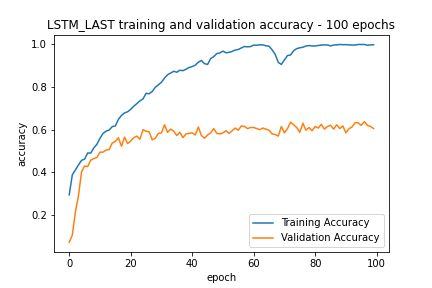 LSTM_LAST training and validation accuracy - 100 epochs
1.0
0.8
0.6
0.4
0.2
accuracy
0 20 40 60 80 100
epoch
Training Accuracy
Validation Accuracy